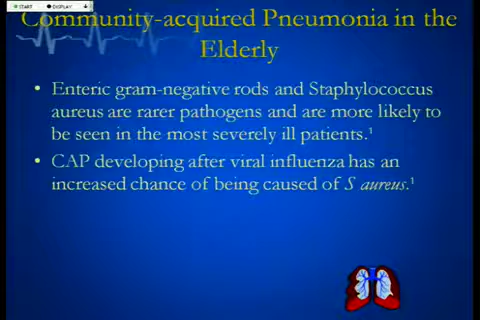 START DISPLAY
Community-acquired Pneumonia in the
Elderly
• Enteric gram-negative rods and Staphylococcus
aureus are rarer pathogens and are more likely to
be seen in the most severely ill patients.¹
• CAP developing after viral influenza has an
increased chance of being caused of S aureus.¹